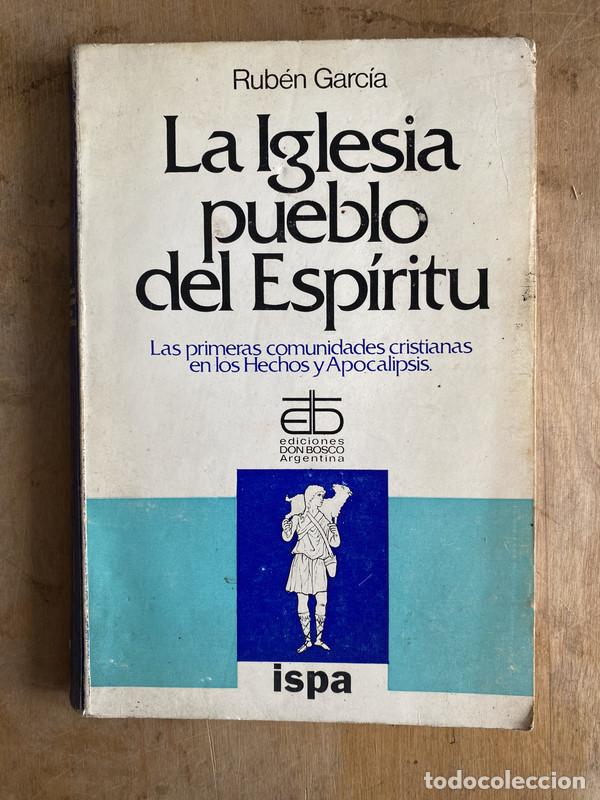 Rubén García
La Iglesia
pueblo
del Espíritu
Las primeras comunidades cristianas
en los Hechos y Apocalipsis.
ediciones
DON BOSCO
Argentina
ispa
todocoleccion